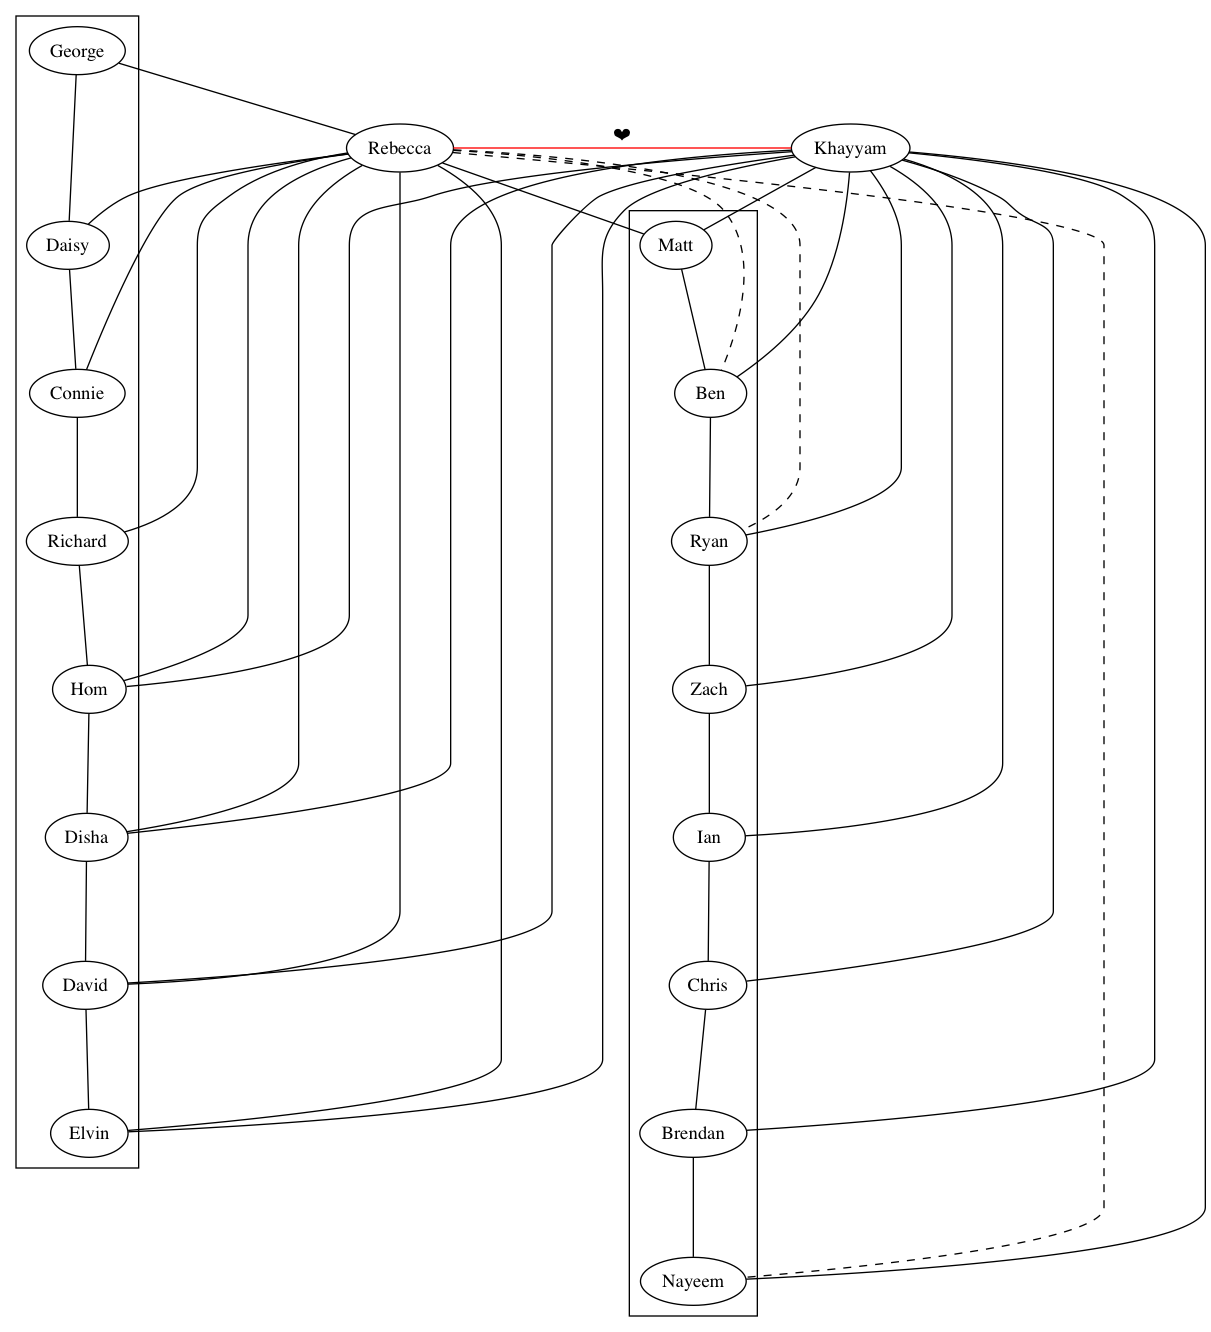 George
Rebecca
❤
Khayyam
Daisy
Matt
Connie
Ben
Richard
Ryan
Hom
Zach
Disha
Ian
David
Chris
Elvin
Brendan
Nayeem